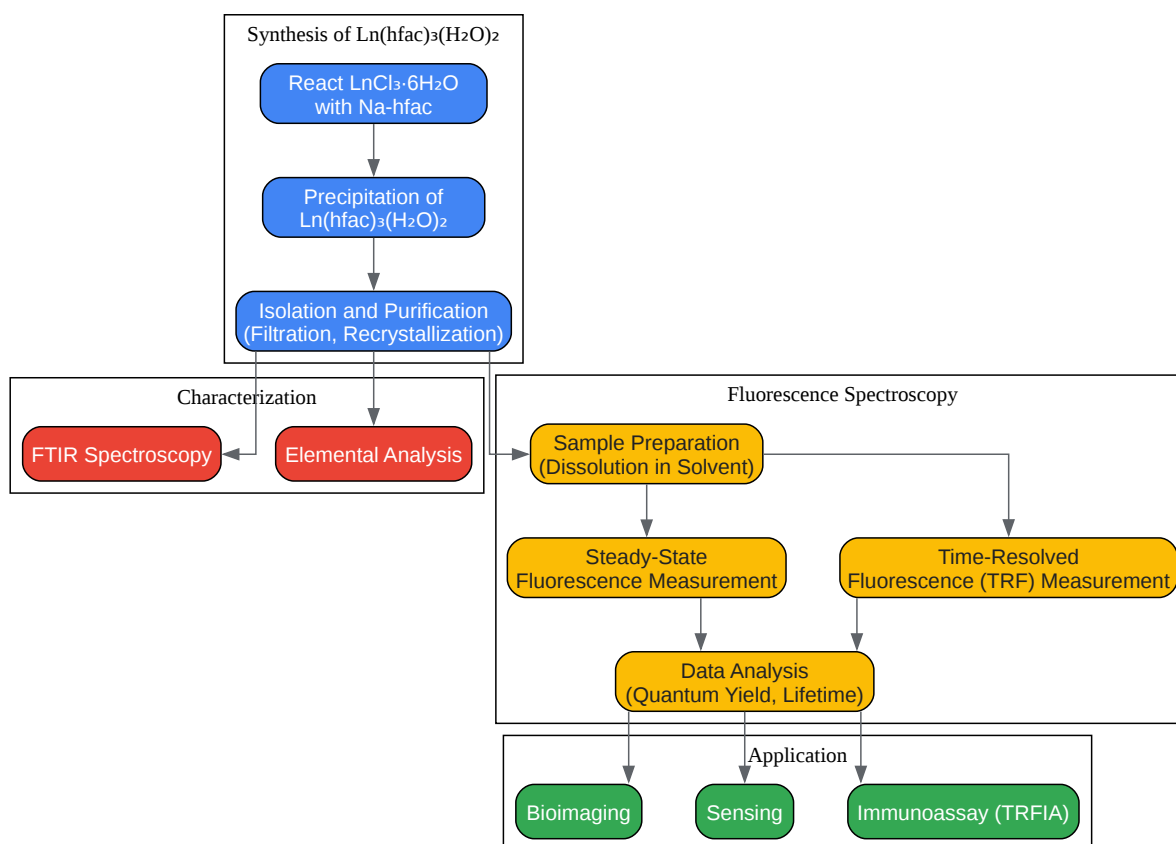 Synthesis of Ln(hfac)₃(H₂O)₂
React LnCl₃·6H₂O
with Na-hfac
Precipitation of
Ln(hfac)₃(H₂O)₂
Isolation and Purification
(Filtration, Recrystallization)
Characterization
FTIR Spectroscopy
Elemental Analysis
Fluorescence Spectroscopy
Sample Preparation
(Dissolution in Solvent)
Steady-State
Fluorescence Measurement
Time-Resolved
Fluorescence (TRF) Measurement
Data Analysis
(Quantum Yield, Lifetime)
Application
Bioimaging
Sensing
Immunoassay (TRFIA)